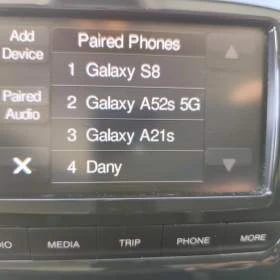 Add
Device
Paired Phones
1 Galaxy S8
2 Galaxy A52s 5G
Paired
Audio
3 Galaxy A21s
X
4 Dany
MEDIA
TRIP
PHONE
MORE